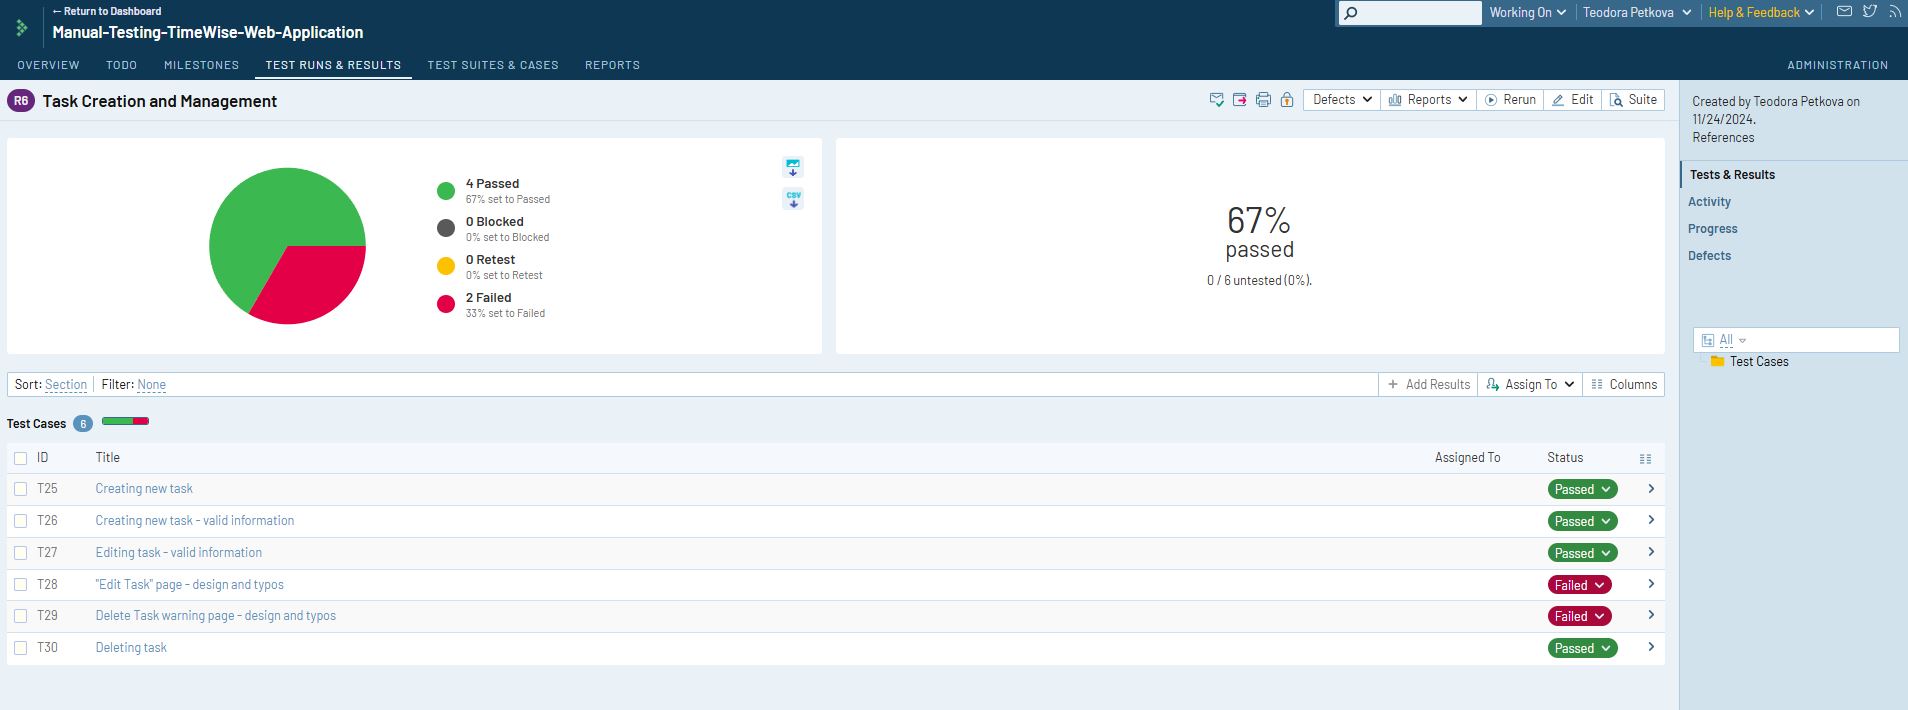 ← Return to Dashboard
Manual-Testing-TimeWise-Web-Application
Working On
Teodora Petkova
Help & Feedback
OVERVIEW TODO MILESTONES TEST RUNS & RESULTS TEST SUITES & CASES REPORTS ADMINISTRATION
R6 Task Creation and Management
Defects Reports Rerun Edit Suite
4 Passed
67% set to Passed
0 Blocked
0% set to Blocked
0 Retest
0% set to Retest
2 Failed
33% set to Failed
CSV
67%
passed
0 / 6 untested (0%).
Sort: Section Filter: None
+ Add Results Assign To Columns
Test Cases 6
ID Title Assigned To Status
T25 Creating new task Passed
T26 Creating new task - valid information Passed
T27 Editing task - valid information Passed
T28 "Edit Task" page - design and typos Failed
T29 Delete Task warning page - design and typos Failed
T30 Deleting task Passed
Created by Teodora Petkova on
11/24/2024.
References
Tests & Results
Activity
Progress
Defects
All
Test Cases